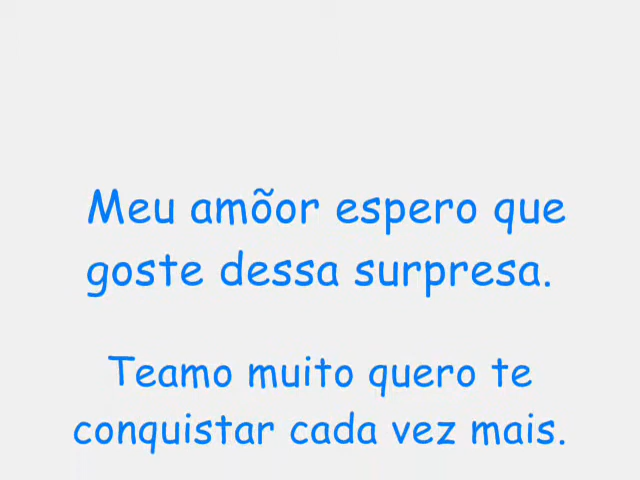 Meu amõor espero que
goste dessa surpresa.
Teamo muito quero te
conquistar cada vez mais.